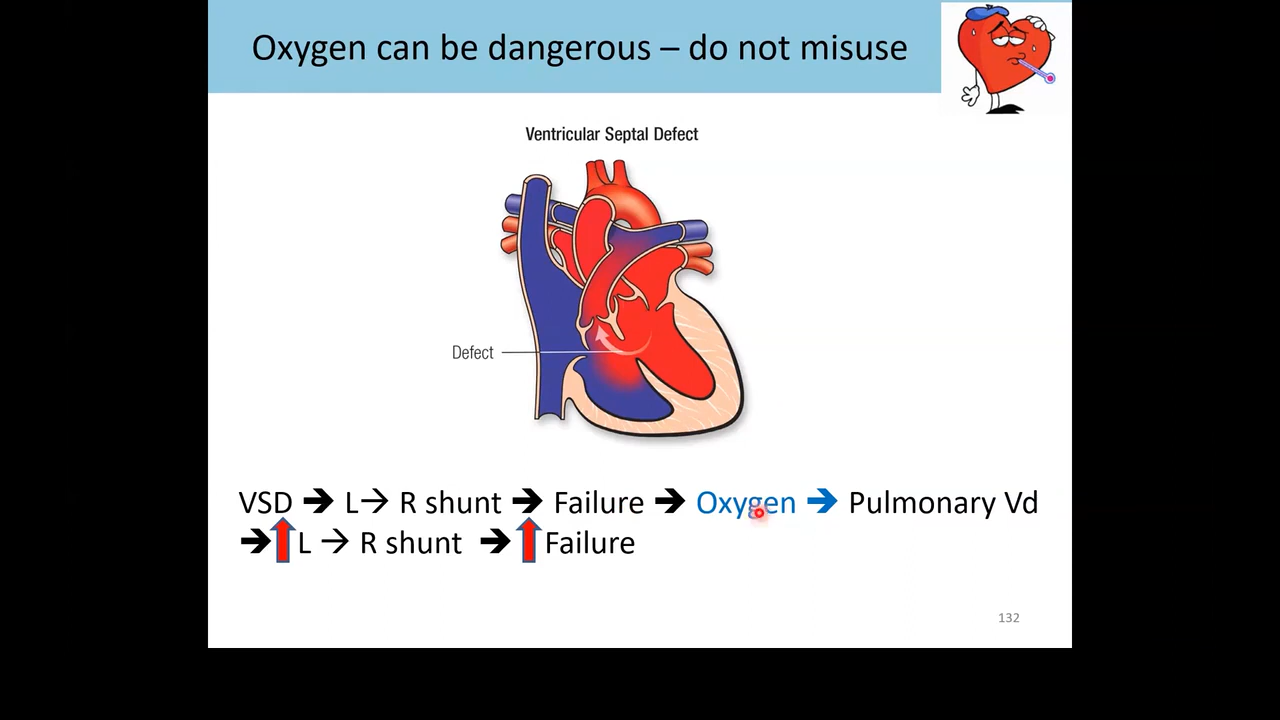 Oxygen can be dangerous – do not misuse
Ventricular Septal Defect
Defect
VSD → L→ R shunt → Failure → Oxygen → Pulmonary Vd
→ ↑ L → R shunt → ↑ Failure
132